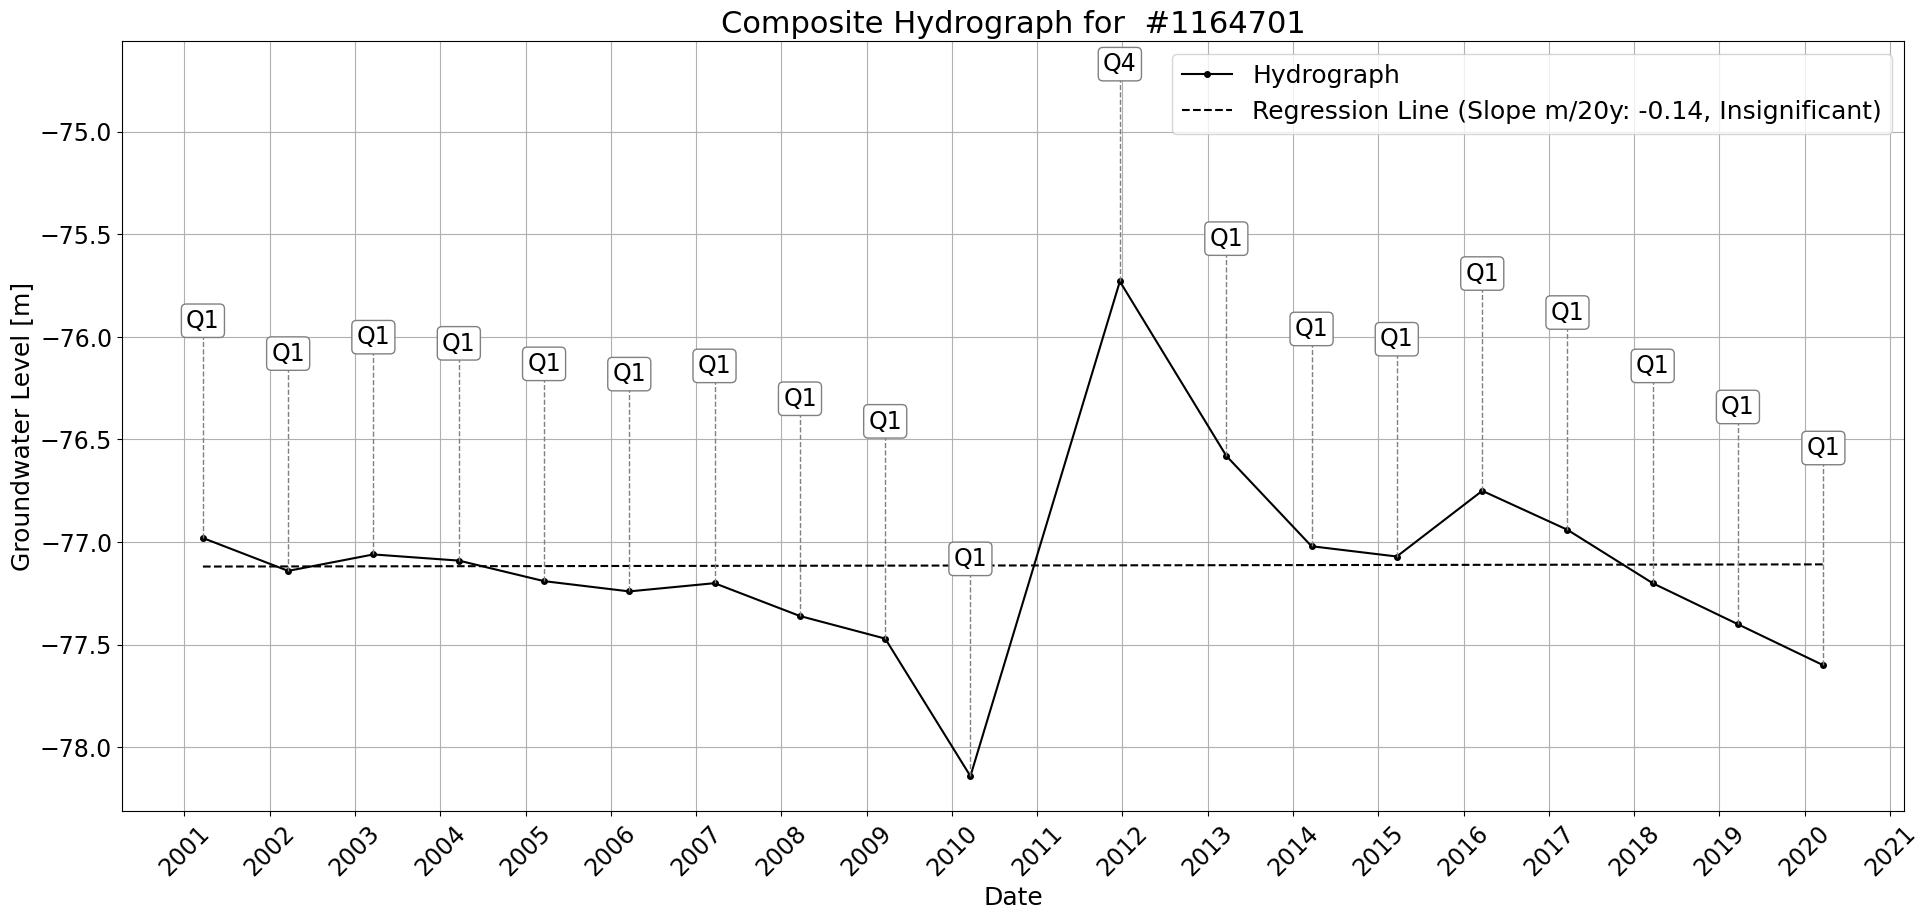 Composite Hydrograph for  #1164701
Hydrograph
Regression Line (Slope m/20y: -0.14, Insignificant)
Groundwater Level [m]
−75.0
−75.5
−76.0
−76.5
−77.0
−77.5
−78.0
Q1
Q1
Q1
Q1
Q1
Q1
Q1
Q1
Q1
Q1
Q4
Q1
Q1
Q1
Q1
Q1
Q1
Q1
Q1
2001
2002
2003
2004
2005
2006
2007
2008
2009
2010
2011
2012
2013
2014
2015
2016
2017
2018
2019
2020
2021
Date